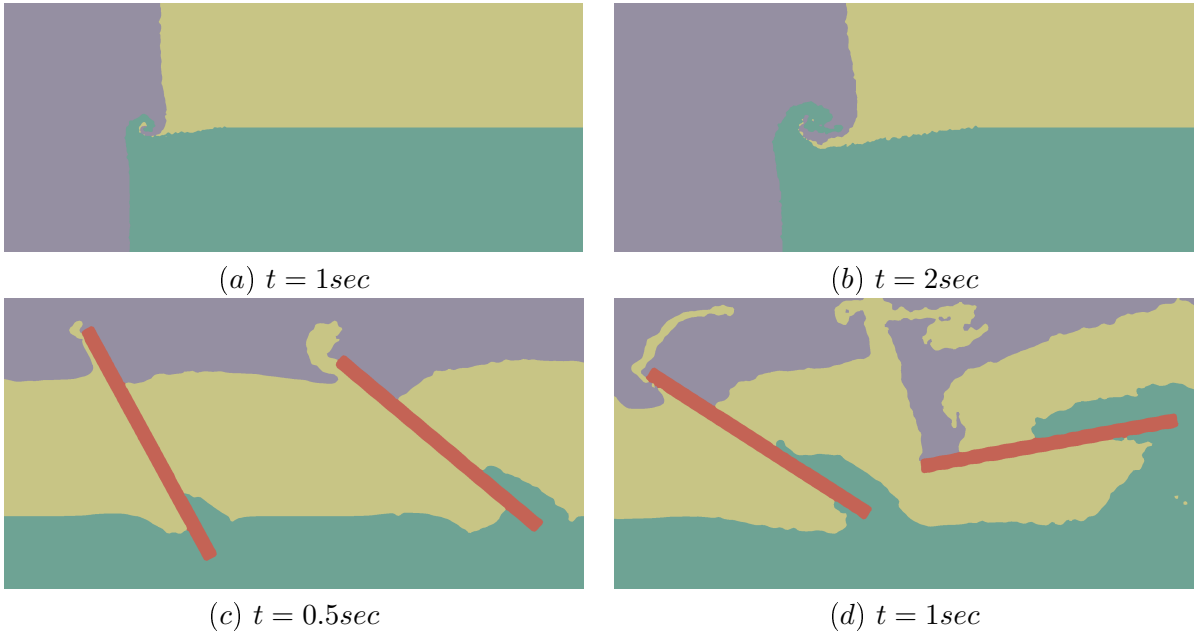 (a) t = 1sec
(b) t = 2sec
(c) t = 0.5sec
(d) t = 1sec